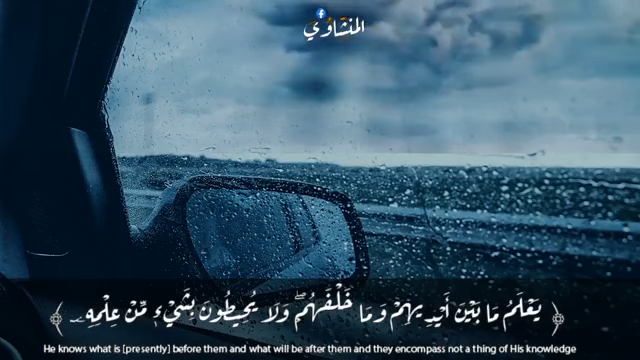 المنشاوي
يَعْلَمُ مَا بَيْنَ أَيْدِيهِمْ وَمَا خَلْفَهُمْ ۖ وَلَا يُحِيطُونَ بِشَيْءٍ مِّنْ عِلْمِهِ
He knows what is [presently] before them and what will be after them and they encompass not a thing of His knowledge